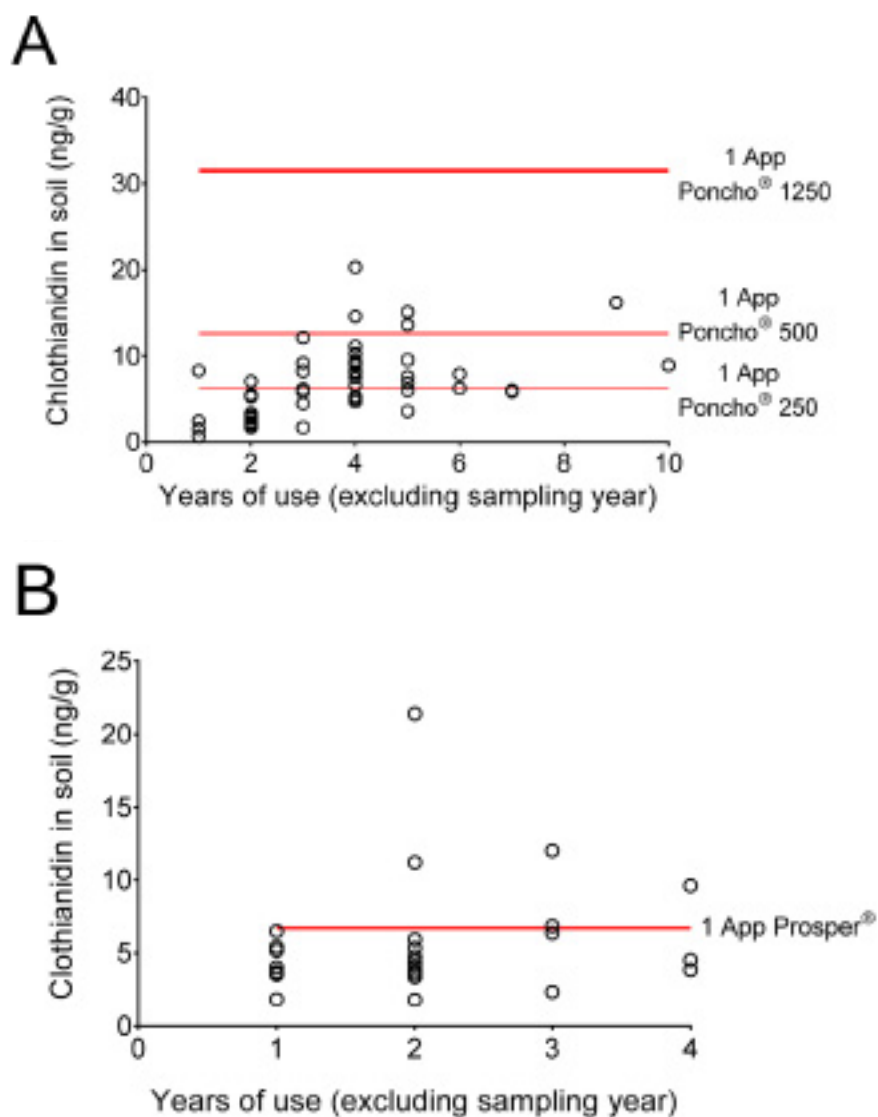 A
Chlothianidin in soil (ng/g)
40
30
20
10
0
0 2 4 6 8 10
Years of use (excluding sampling year)
1 App
Poncho® 1250
1 App
Poncho® 500
1 App
Poncho® 250
B
Clothianidin in soil (ng/g)
25
20
15
10
5
0
0 1 2 3 4
Years of use (excluding sampling year)
1 App Prosper®